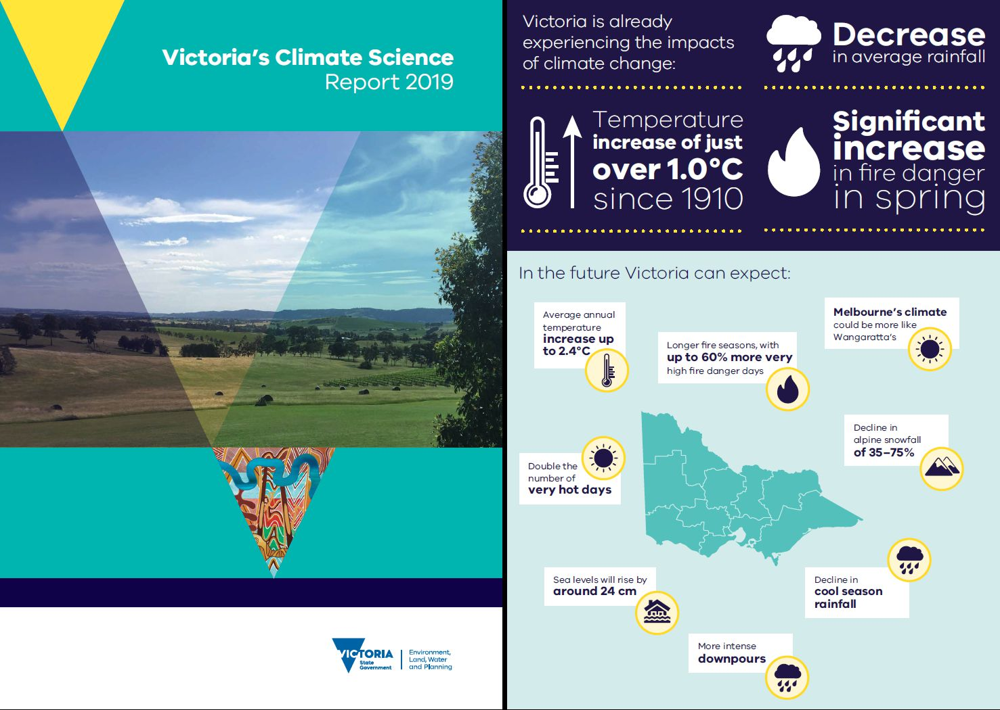 Victoria's Climate Science
Report 2019
VICTORIA
State
Government
Environment,
Land, Water
and Planning
Victoria is already
experiencing the impacts
of climate change:
Decrease
in average rainfall
Temperature
increase of just
over 1.0°C
since 1910
Significant
increase
in fire danger
in spring
In the future Victoria can expect:
Average annual
temperature
increase up
to 2.4°C
Longer fire seasons, with
up to 60% more very
high fire danger days
Melbourne's climate
could be more like
Wangaratta's
Decline in
alpine snowfall
of 35–75%
Double the
number of
very hot days
Sea levels will rise by
around 24 cm
Decline in
cool season
rainfall
More intense
downpours